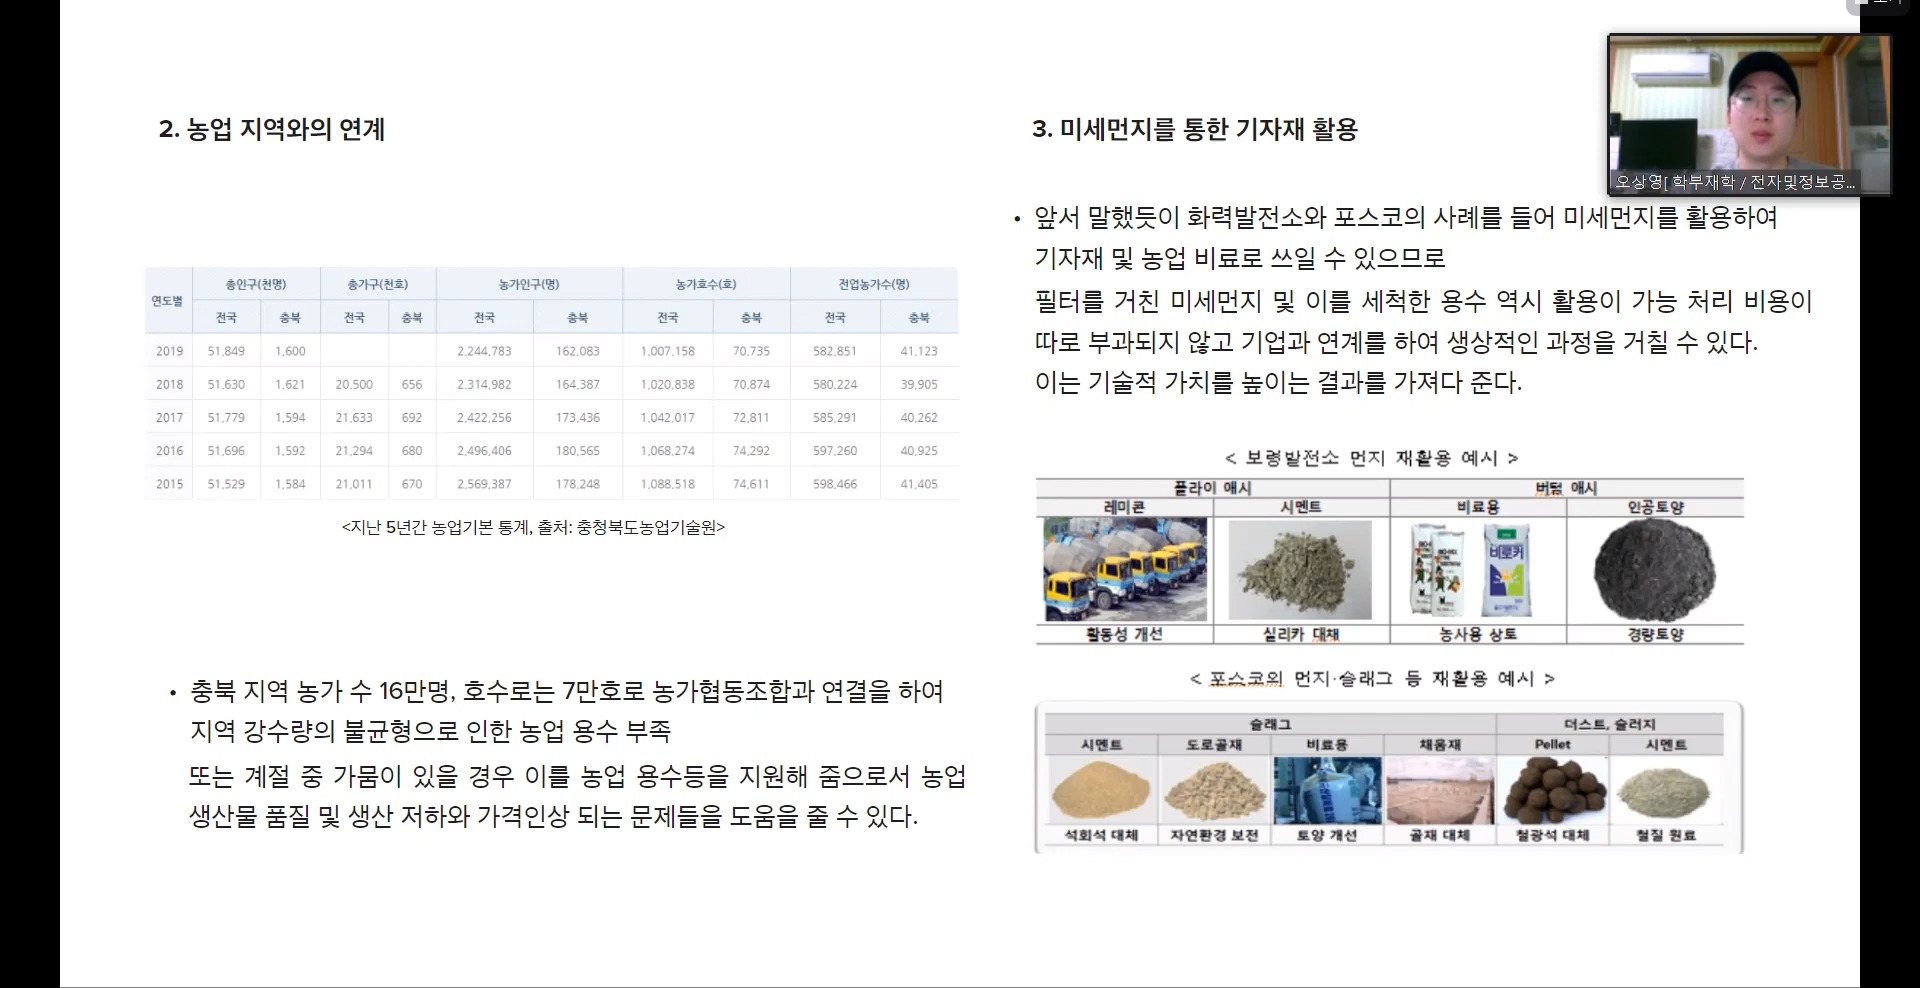 2. 농업 지역와의 연계
연도별 총인구(천명) 총가구(천호) 농가인구(명) 농가호수(호) 전업농가수(명)
전국 충북 전국 충북 전국 충북 전국 충북 전국 충북
2019 51,849 1,600 2,244,783 162,083 1,007,158 70,735 582,851 41,123
2018 51,630 1,621 20,500 656 2,314,982 164,387 1,020,838 70,874 580,224 39,905
2017 51,779 1,594 21,633 692 2,422,256 173,436 1,042,017 72,811 585,291 40,262
2016 51,696 1,592 21,294 680 2,496,406 180,565 1,068,274 74,292 597,260 40,925
2015 51,529 1,584 21,011 670 2,569,387 178,248 1,088,518 74,611 598,466 41,405
<지난 5년간 농업기본 통계, 출처: 충청북도농업기술원>
• 충북 지역 농가 수 16만명, 호수로는 7만호로 농가협동조합과 연결을 하여
지역 강수량의 불균형으로 인한 농업 용수 부족
또는 계절 중 가뭄이 있을 경우 이를 농업 용수등을 지원해 줌으로서 농업
생산물 품질 및 생산 저하와 가격인상 되는 문제들을 도움을 줄 수 있다.
3. 미세먼지를 통한 기자재 활용
오상영[ 학부재학 / 전자및정보공...
• 앞서 말했듯이 화력발전소와 포스코의 사례를 들어 미세먼지를 활용하여
기자재 및 농업 비료로 쓰일 수 있으므로
필터를 거친 미세먼지 및 이를 세척한 용수 역시 활용이 가능 처리 비용이
따로 부과되지 않고 기업과 연계를 하여 생상적인 과정을 거칠 수 있다.
이는 기술적 가치를 높이는 결과를 가져다 준다.
< 보령발전소 먼지 재활용 예시 >
플라이 애시 버텀 애시
레미콘 시멘트 비료용 인공토양
비로커
활동성 개선 실리카 대채 농사용 상토 경량토양
< 포스코의 먼지·슬래그 등 재활용 예시 >
슬래그 더스트, 슬러지
시멘트 도로골재 비료용 채움재 Pellet 시멘트
석회석 대체 자연환경 보전 토양 개선 골재 대체 철광석 대체 철질 원료